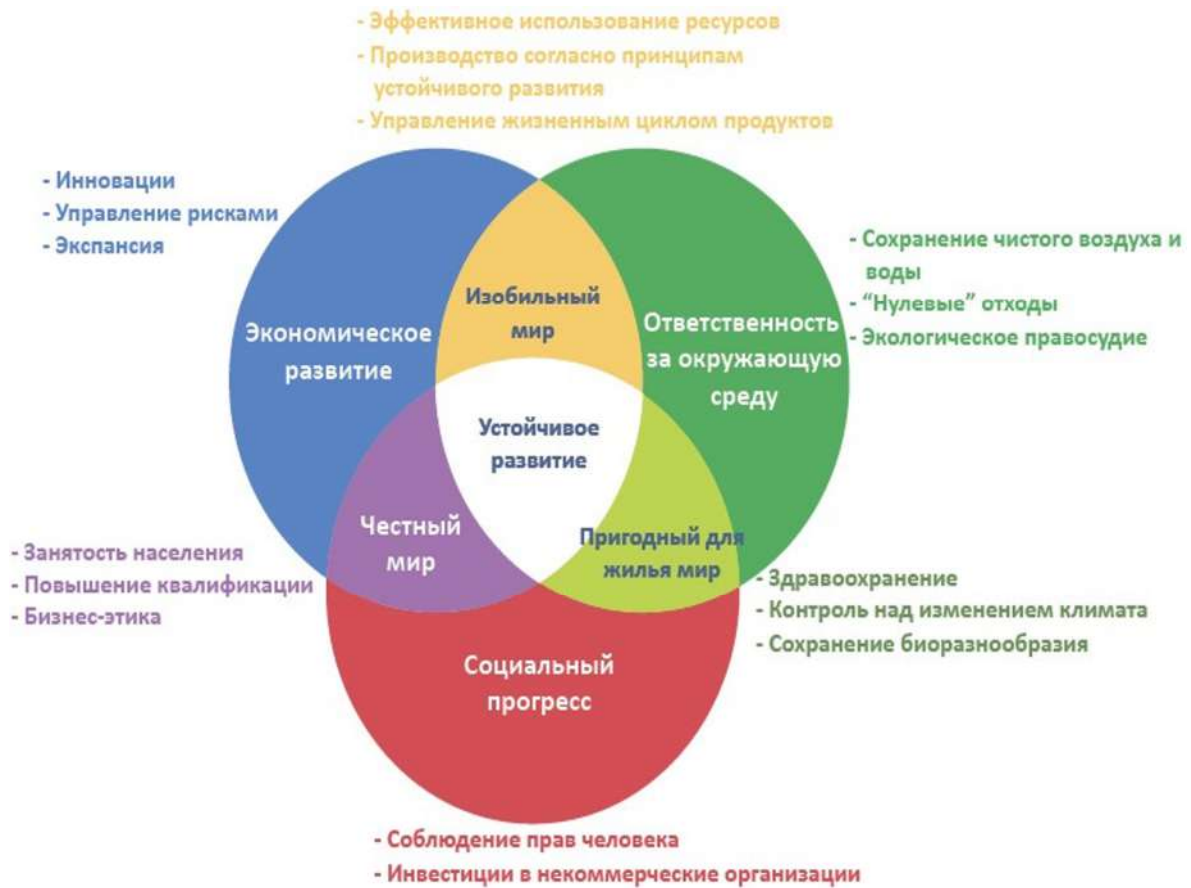 - Эффективное использование ресурсов
- Производство согласно принципам
устойчивого развития
- Управление жизненным циклом продуктов
- Инновации
- Управление рисками
- Экспансия
- Сохранение чистого воздуха и
воды
- “Нулевые” отходы
- Экологическое правосудие
Изобильный
мир
Экономическое
развитие
Ответственность
за окружающую
среду
Устойчивое
развитие
Честный
мир
Пригодный для
жилья мир
- Занятость населения
- Повышение квалификации
- Бизнес-этика
- Здравоохранение
- Контроль над изменением климата
- Сохранение биоразнообразия
Социальный
прогресс
- Соблюдение прав человека
- Инвестиции в некоммерческие организации